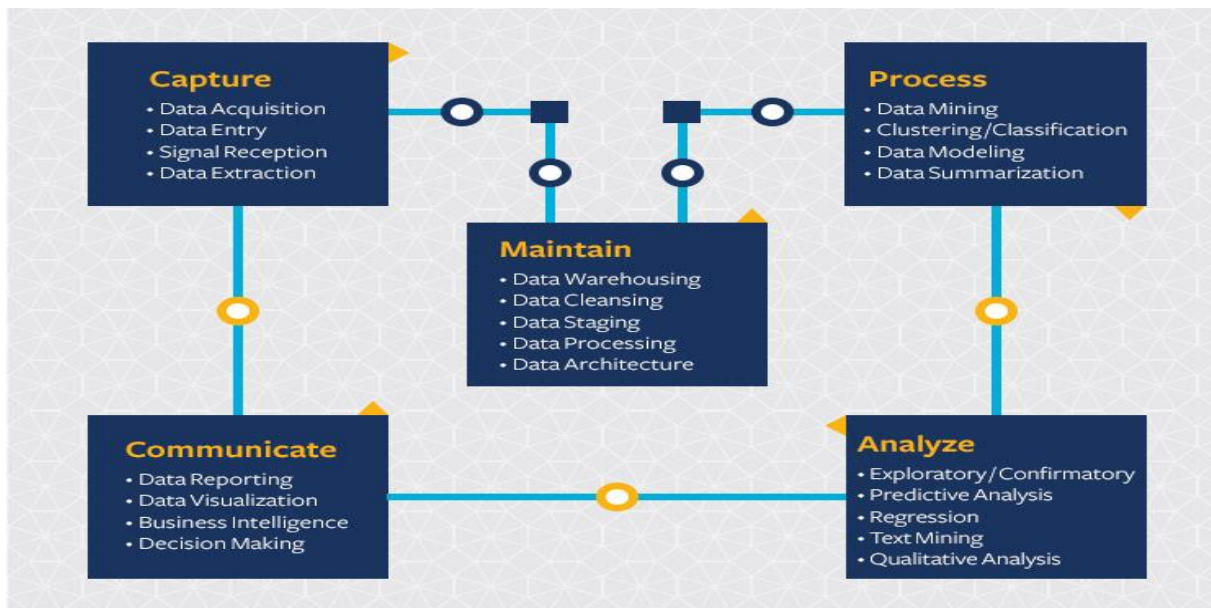 Capture
• Data Acquisition
• Data Entry
• Signal Reception
• Data Extraction
Maintain
• Data Warehousing
• Data Cleansing
• Data Staging
• Data Processing
• Data Architecture
Process
• Data Mining
• Clustering/Classification
• Data Modeling
• Data Summarization
Analyze
• Exploratory/Confirmatory
• Predictive Analysis
• Regression
• Text Mining
• Qualitative Analysis
Communicate
• Data Reporting
• Data Visualization
• Business Intelligence
• Decision Making